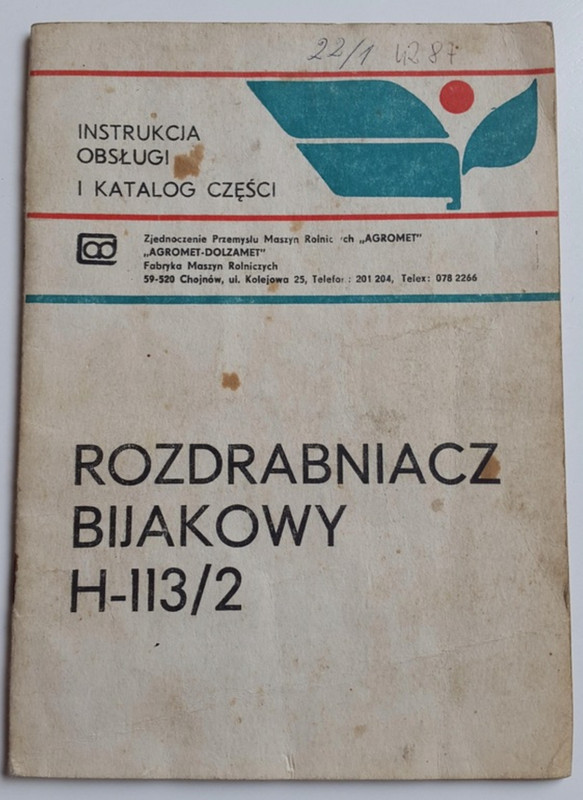 22/1
INSTRUKCJA
OBSŁUGI
I KATALOG CZĘŚCI
Zjednoczenie Przemysłu Maszyn Rolniczych „AGROMET"
„AGROMET-DOLZAMET"
Fabryka Maszyn Rolniczych
59-520 Chojnów, ul. Kolejowa 25, Telefon: 201 204, Telex: 078 2266
ROZDRABNIACZ
BIJAKOWY
H-113/2